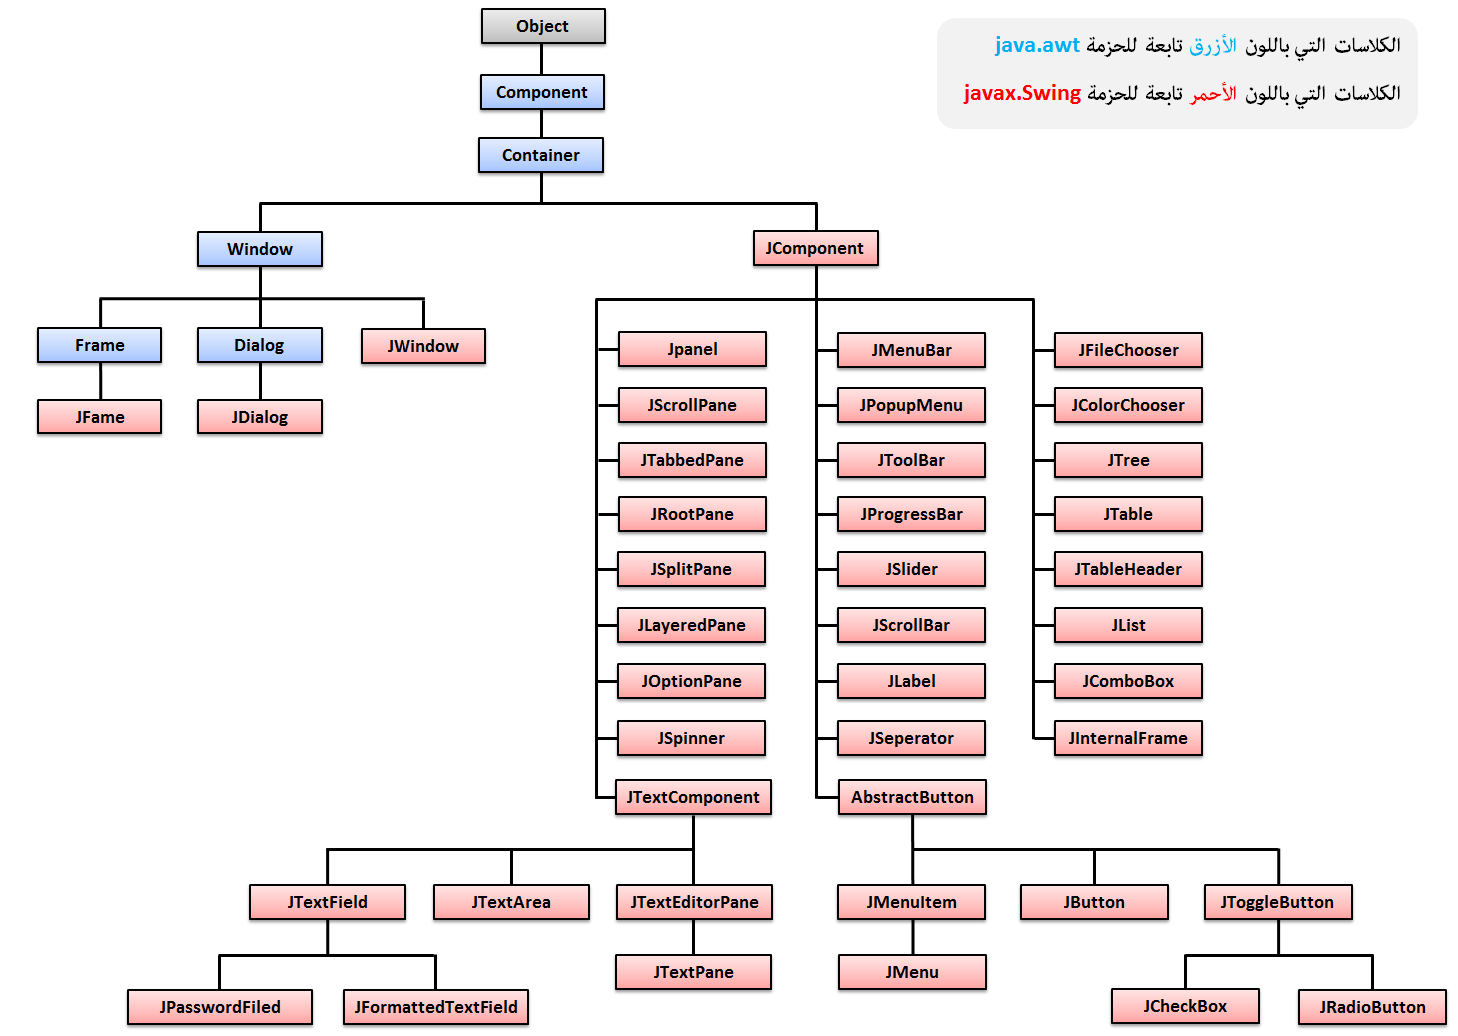 Object
الكلاسات التي باللون الأزرق تابعة للحزمة java.awt
الكلاسات التي باللون الأحمر تابعة للحزمة javax.Swing
Component
Container
Window
JComponent
Frame
Dialog
JWindow
JFame
JDialog
Jpanel
JMenuBar
JFileChooser
JScrollPane
JPopupMenu
JColorChooser
JTabbedPane
JToolBar
JTree
JRootPane
JProgressBar
JTable
JSplitPane
JSlider
JTableHeader
JLayeredPane
JScrollBar
JList
JOptionPane
JLabel
JComboBox
JSpinner
JSeperator
JInternalFrame
JTextComponent
AbstractButton
JTextField
JTextArea
JTextEditorPane
JMenuItem
JButton
JToggleButton
JTextPane
JMenu
JPasswordFiled
JFormattedTextField
JCheckBox
JRadioButton